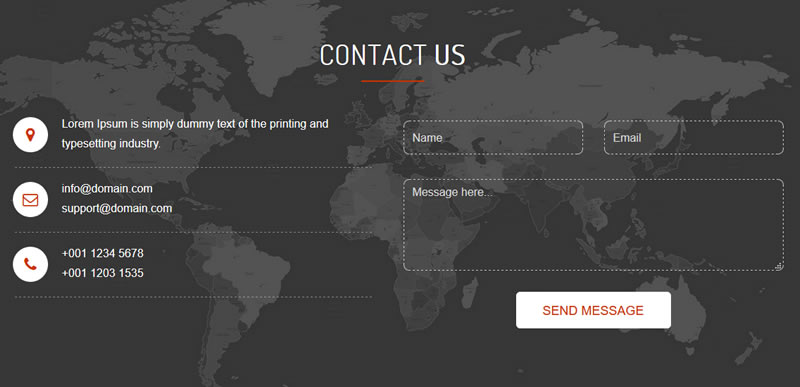 CONTACT US
Lorem Ipsum is simply dummy text of the printing and
typesetting industry.
info@domain.com
support@domain.com
+001 1234 5678
+001 1203 1535
Name
Email
Message here...
SEND MESSAGE